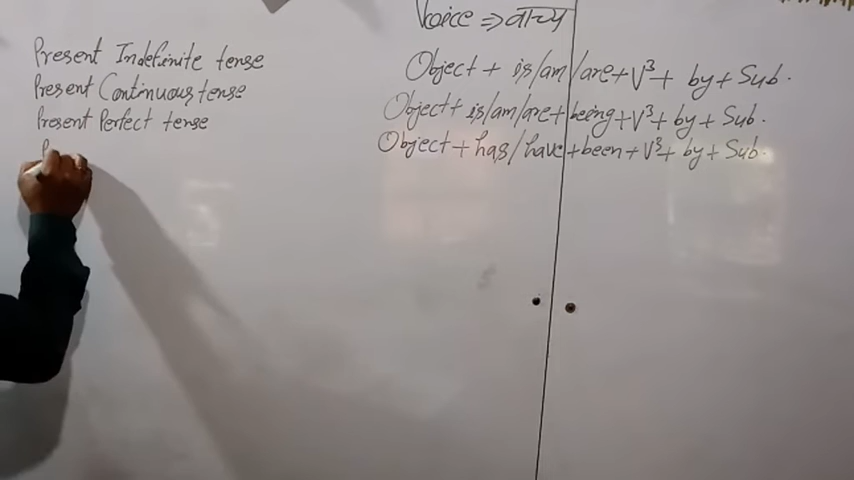 Voice ⇒ वाच्य
Present Indefinite tense
Object + is/am/are + V³ + by + Sub.
Present Continuous tense
Object + is/am/are + being + V³ + by + Sub.
Present Perfect tense
Object + has/have + been + V³ + by + Sub.
P